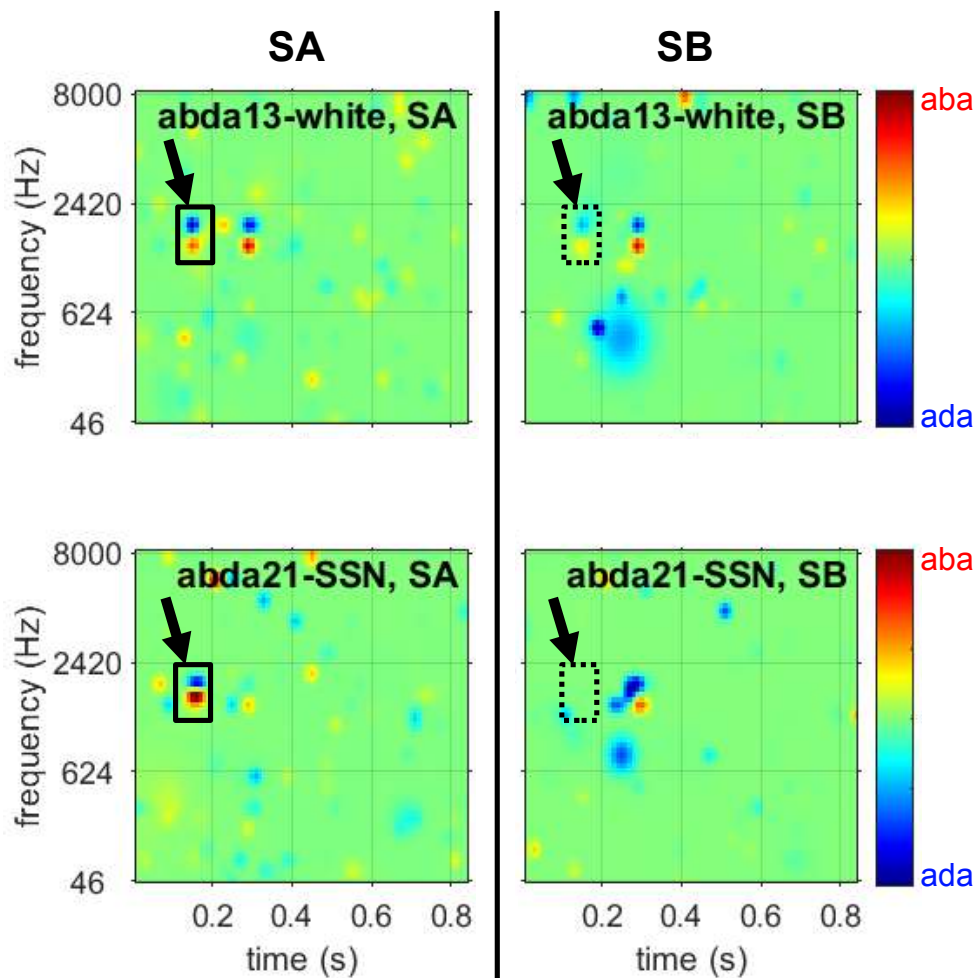 SA
SB
abda13-white, SA
abda13-white, SB
8000
2420
624
46
frequency (Hz)
aba
ada
abda21-SSN, SA
abda21-SSN, SB
8000
2420
624
46
frequency (Hz)
aba
ada
0.2 0.4 0.6 0.8
0.2 0.4 0.6 0.8
time (s)
time (s)